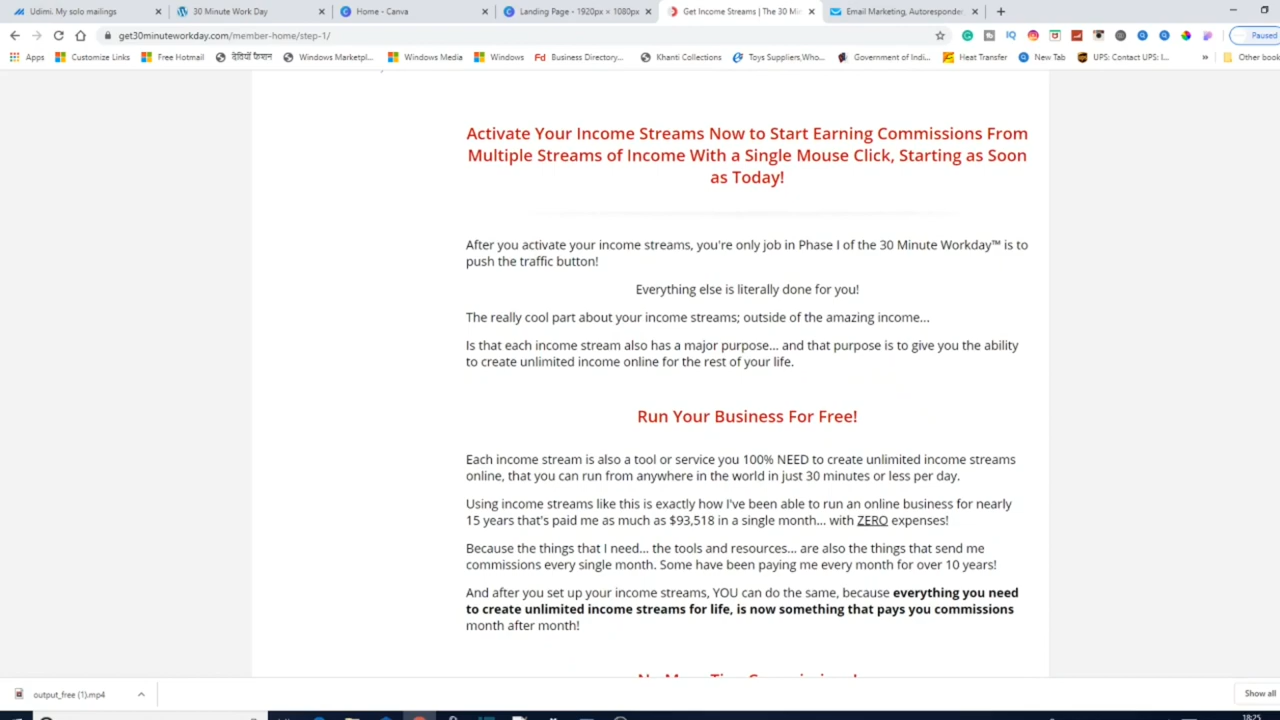 Udimi. My solo mailings
30 Minute Work Day
Home - Canva
Landing Page - 1920px × 1080px
Get Income Streams | The 30 Mi
Email Marketing, Autoresponder
get30minuteworkday.com/member-home/step-1/
Paused
Apps
Customize Links
Free Hotmail
देवियों फैशन
Windows Marketpl...
Windows Media
Windows
Business Directory...
Khanti Collections
Toys Suppliers,Who...
Government of Indi...
Heat Transfer
New Tab
UPS: Contact UPS: I...
»
Other book
Activate Your Income Streams Now to Start Earning Commissions From
Multiple Streams of Income With a Single Mouse Click, Starting as Soon
as Today!
After you activate your income streams, you're only job in Phase I of the 30 Minute Workday™ is to
push the traffic button!
Everything else is literally done for you!
The really cool part about your income streams; outside of the amazing income...
Is that each income stream also has a major purpose... and that purpose is to give you the ability
to create unlimited income online for the rest of your life.
Run Your Business For Free!
Each income stream is also a tool or service you 100% NEED to create unlimited income streams
online, that you can run from anywhere in the world in just 30 minutes or less per day.
Using income streams like this is exactly how I've been able to run an online business for nearly
15 years that's paid me as much as $93,518 in a single month... with ZERO expenses!
Because the things that I need... the tools and resources... are also the things that send me
commissions every single month. Some have been paying me every month for over 10 years!
And after you set up your income streams, YOU can do the same, because everything you need
to create unlimited income streams for life, is now something that pays you commissions
month after month!
output_free (1).mp4
Show all
18:25